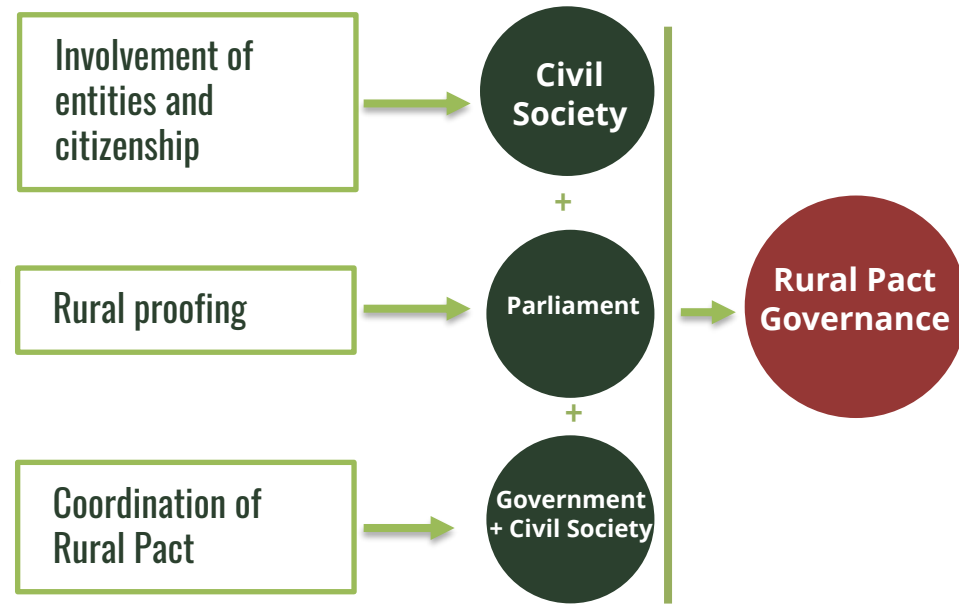 Involvement of
entities and
citizenship
Civil
Society
+
Rural proofing
Parliament
Rural Pact
Governance
+
Coordination of
Rural Pact
Government
+ Civil Society